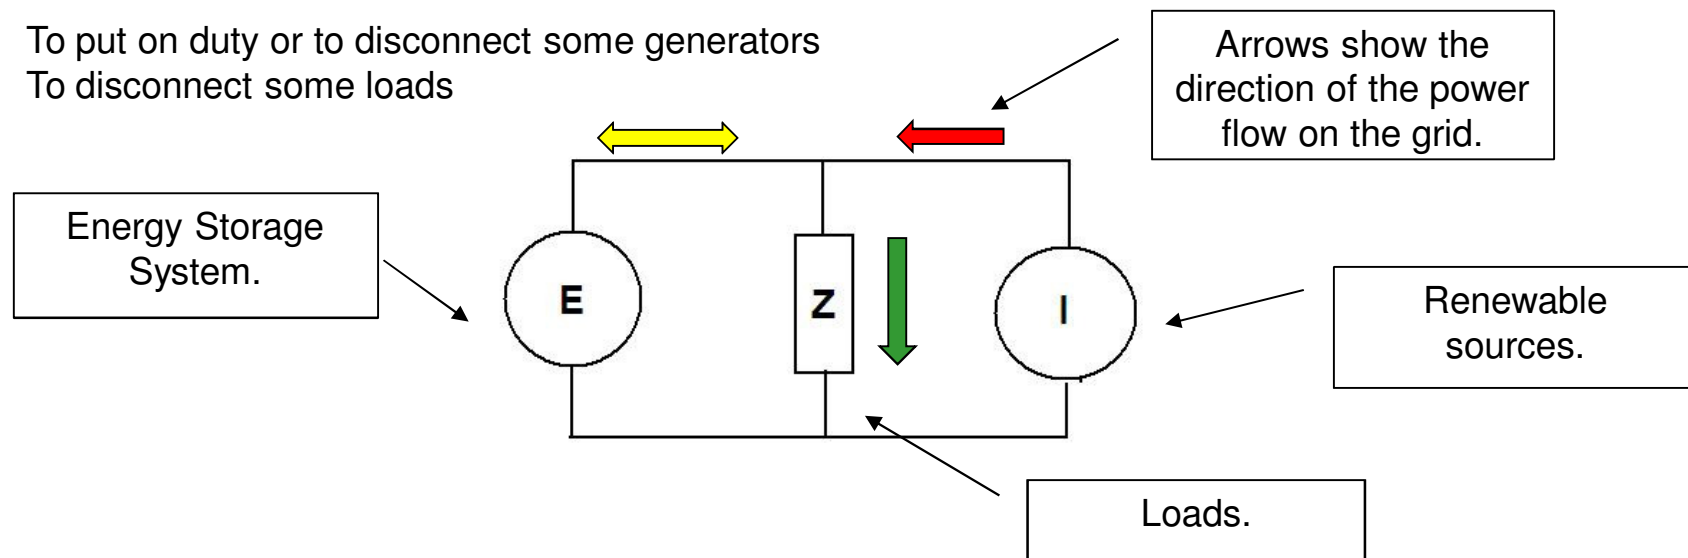 To put on duty or to disconnect some generators
To disconnect some loads
Arrows show the
direction of the power
flow on the grid.
Energy Storage
System.
E
Z
I
Renewable
sources.
Loads.